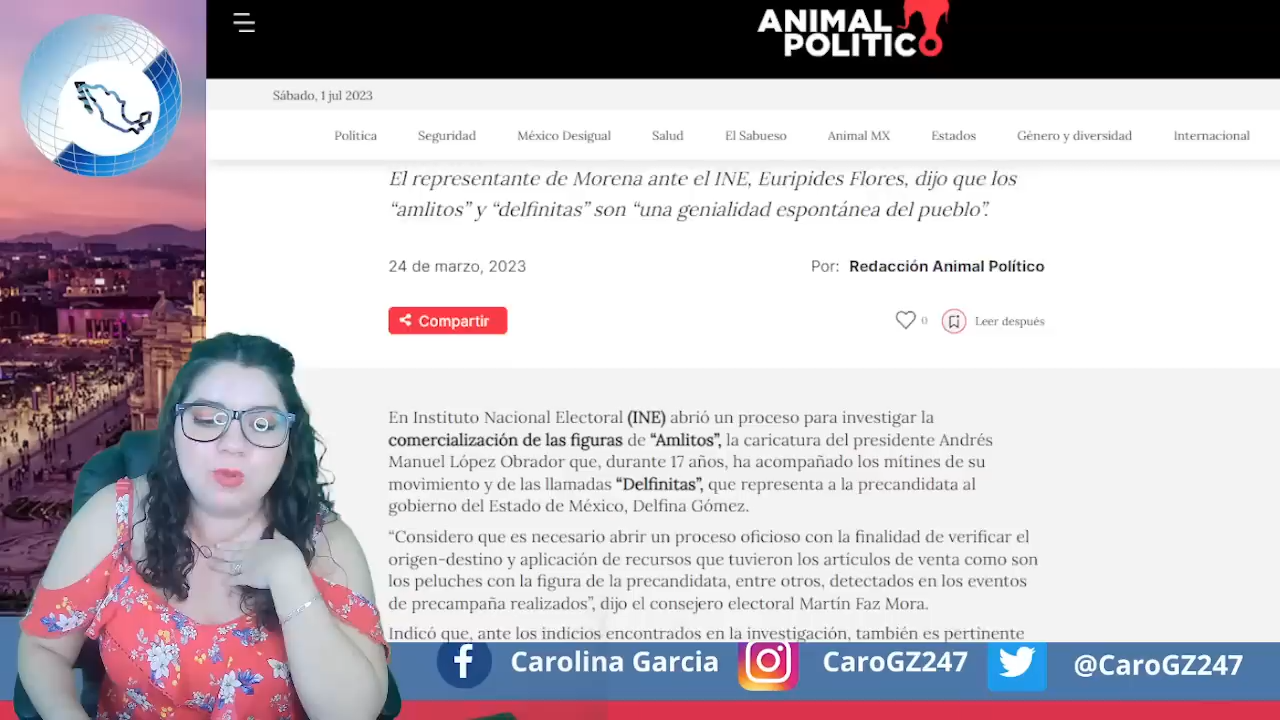 ANIMAL
POLITICO
Sábado, 1 jul 2023
Política Seguridad México Desigual Salud El Sabueso Animal MX Estados Género y diversidad Internacional
El representante de Morena ante el INE, Euripides Flores, dijo que los
“amlitos” y “delfinitas” son “una genialidad espontánea del pueblo”.
24 de marzo, 2023
Por: Redacción Animal Político
Compartir
0 Leer después
En Instituto Nacional Electoral (INE) abrió un proceso para investigar la
comercialización de las figuras de “Amlitos”, la caricatura del presidente Andrés
Manuel López Obrador que, durante 17 años, ha acompañado los mítines de su
movimiento y de las llamadas “Delfinitas”, que representa a la precandidata al
gobierno del Estado de México, Delfina Gómez.
“Considero que es necesario abrir un proceso oficioso con la finalidad de verificar el
origen-destino y aplicación de recursos que tuvieron los artículos de venta como son
los peluches con la figura de la precandidata, entre otros, detectados en los eventos
de precampaña realizados”, dijo el consejero electoral Martín Faz Mora.
Indicó que, ante los indicios encontrados en la investigación, también es pertinente
Carolina Garcia CaroGZ247 @CaroGZ247